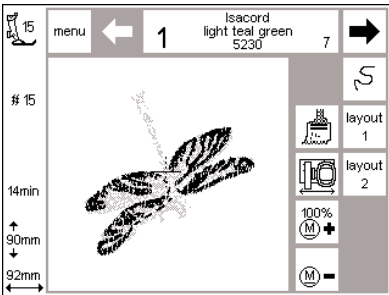 15
menu
1
Isacord
light teal green
5230
7
# 15
layout
1
layout
2
14min
100%
M +
90mm
92mm
M -